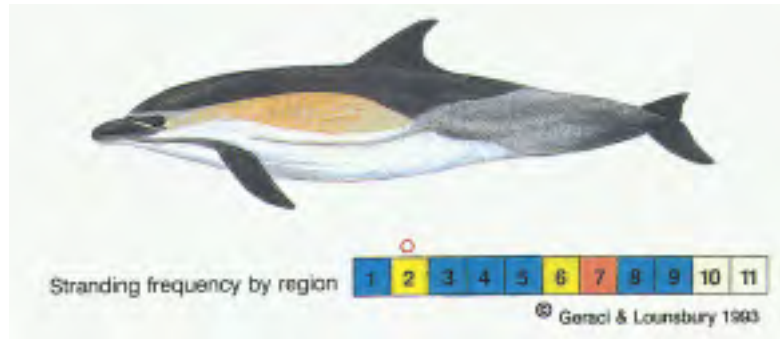 Stranding frequency by region 1 2 3 4 5 6 7 8 9 10 11
© Geraci & Lounsbury 1993